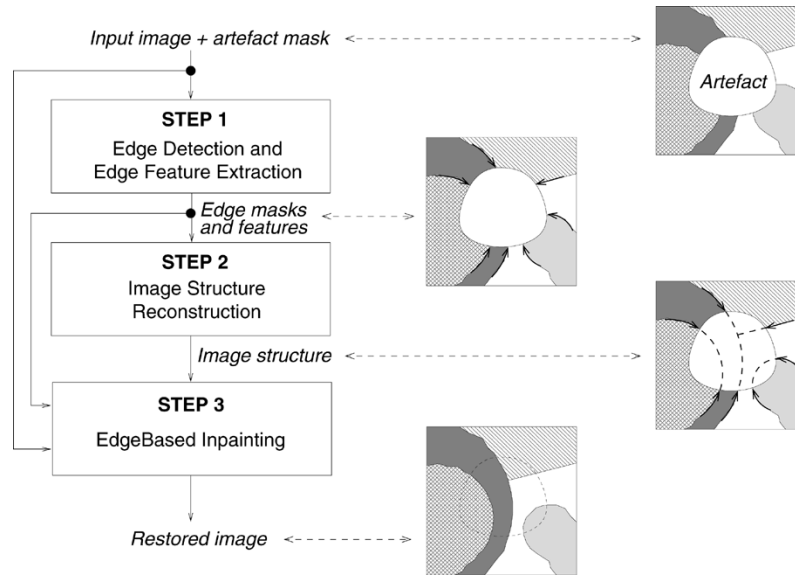 Input image + artefact mask
Artefact
STEP 1
Edge Detection and
Edge Feature Extraction
Edge masks
and features
STEP 2
Image Structure
Reconstruction
Image structure
STEP 3
EdgeBased Inpainting
Restored image